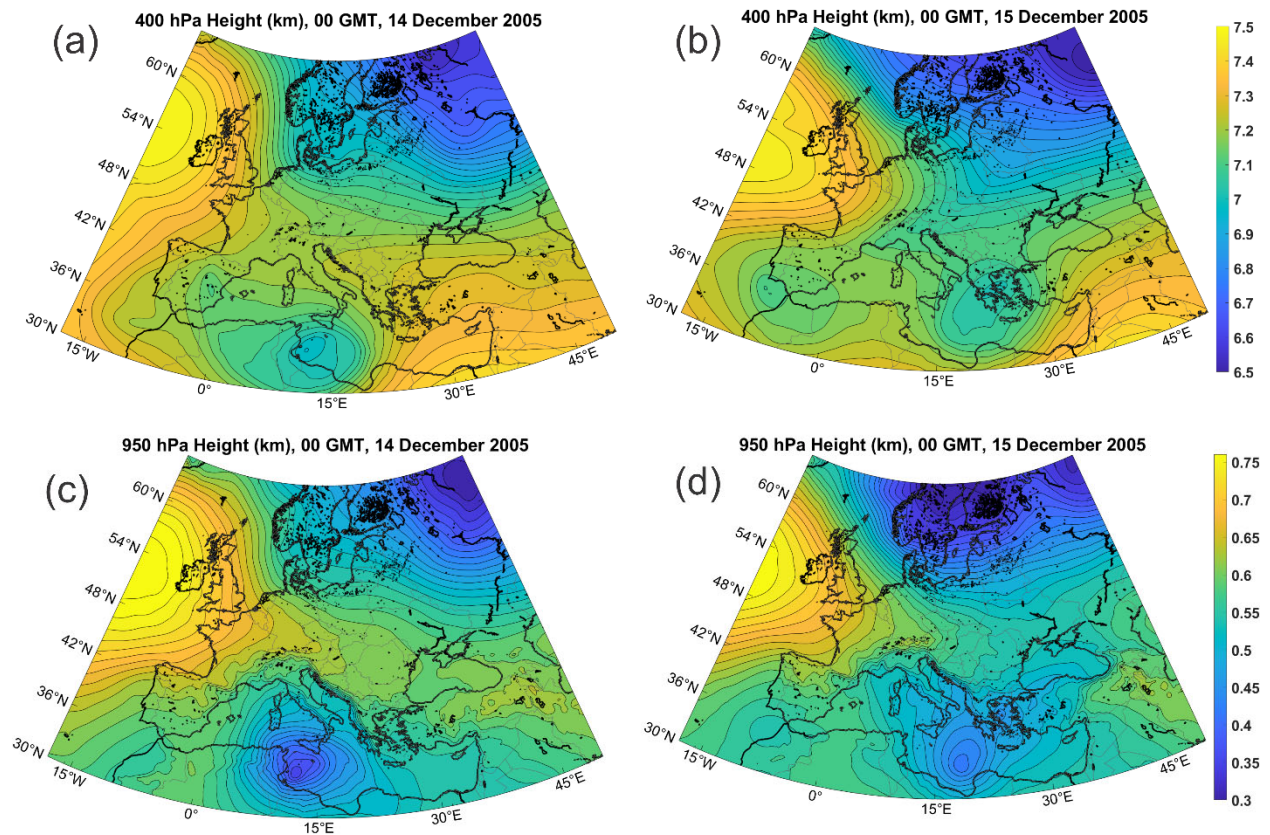 400 hPa Height (km), 00 GMT, 14 December 2005
(a)
60°N
54°N
48°N
42°N
36°N
30°N
15°W
0°
15°E
30°E
45°E
400 hPa Height (km), 00 GMT, 15 December 2005
(b)
60°N
54°N
48°N
42°N
36°N
30°N
15°W
0°
15°E
30°E
45°E
7.5
7.4
7.3
7.2
7.1
7
6.9
6.8
6.7
6.6
6.5
950 hPa Height (km), 00 GMT, 14 December 2005
(c)
60°N
54°N
48°N
42°N
36°N
30°N
15°W
0°
15°E
30°E
45°E
950 hPa Height (km), 00 GMT, 15 December 2005
(d)
60°N
54°N
48°N
42°N
36°N
30°N
15°W
0°
15°E
30°E
45°E
0.75
0.7
0.65
0.6
0.55
0.5
0.45
0.4
0.35
0.3